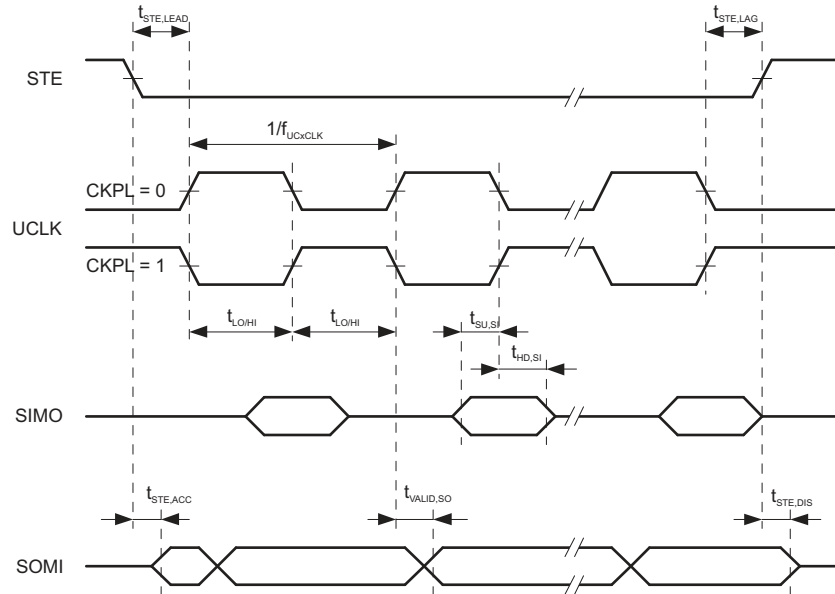 tSTE,LEAD
tSTE,LAG
STE
1/fUCxCLK
CKPL = 0
UCLK
CKPL = 1
tLO/HI tLO/HI
tSU,SI
tHD,SI
SIMO
tSTE,ACC
tVALID,SO
tSTE,DIS
SOMI